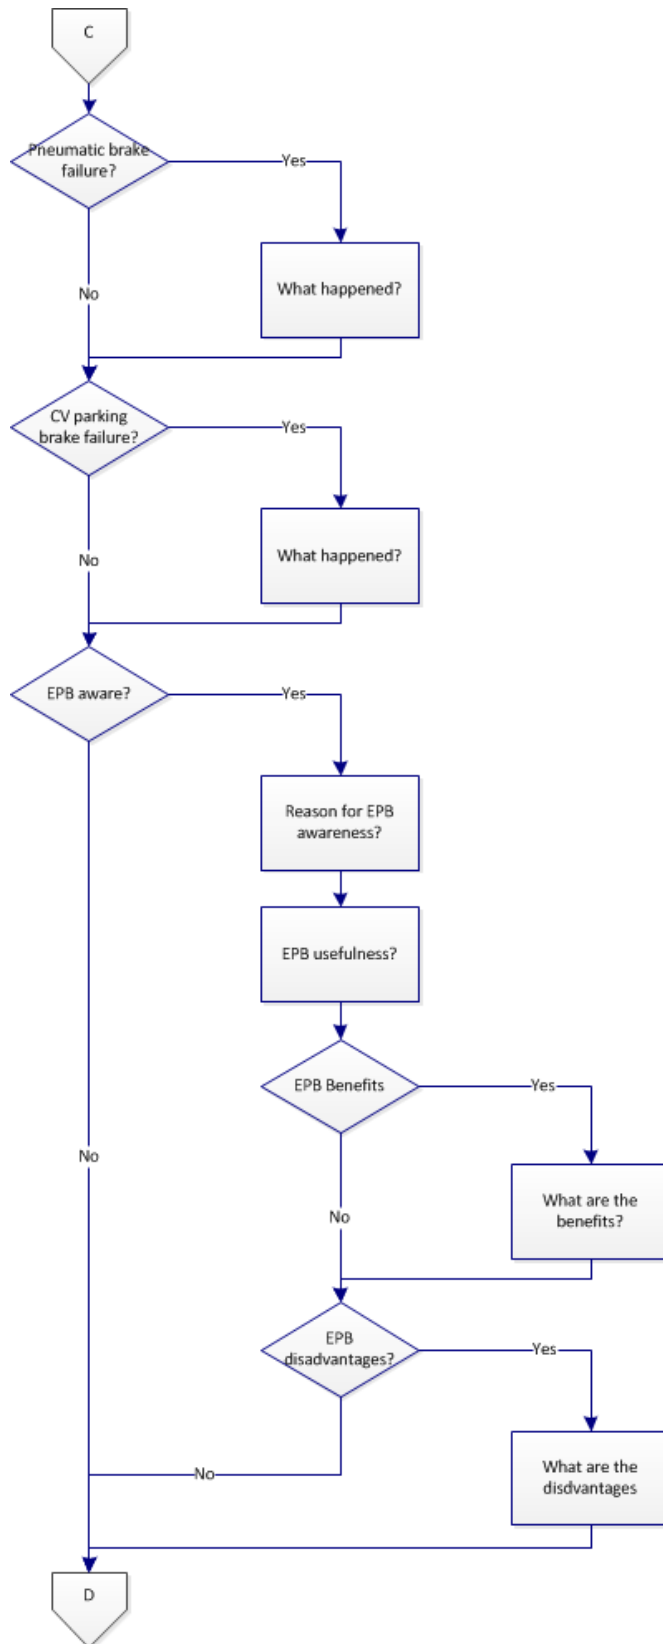 C
Pneumatic brake
failure?
Yes
What happened?
No
CV parking
brake failure?
Yes
What happened?
No
EPB aware?
Yes
Reason for EPB
awareness?
EPB usefulness?
EPB Benefits
Yes
No
What are the
benefits?
No
EPB
disadvantages?
Yes
What are the
disdvantages
No
D